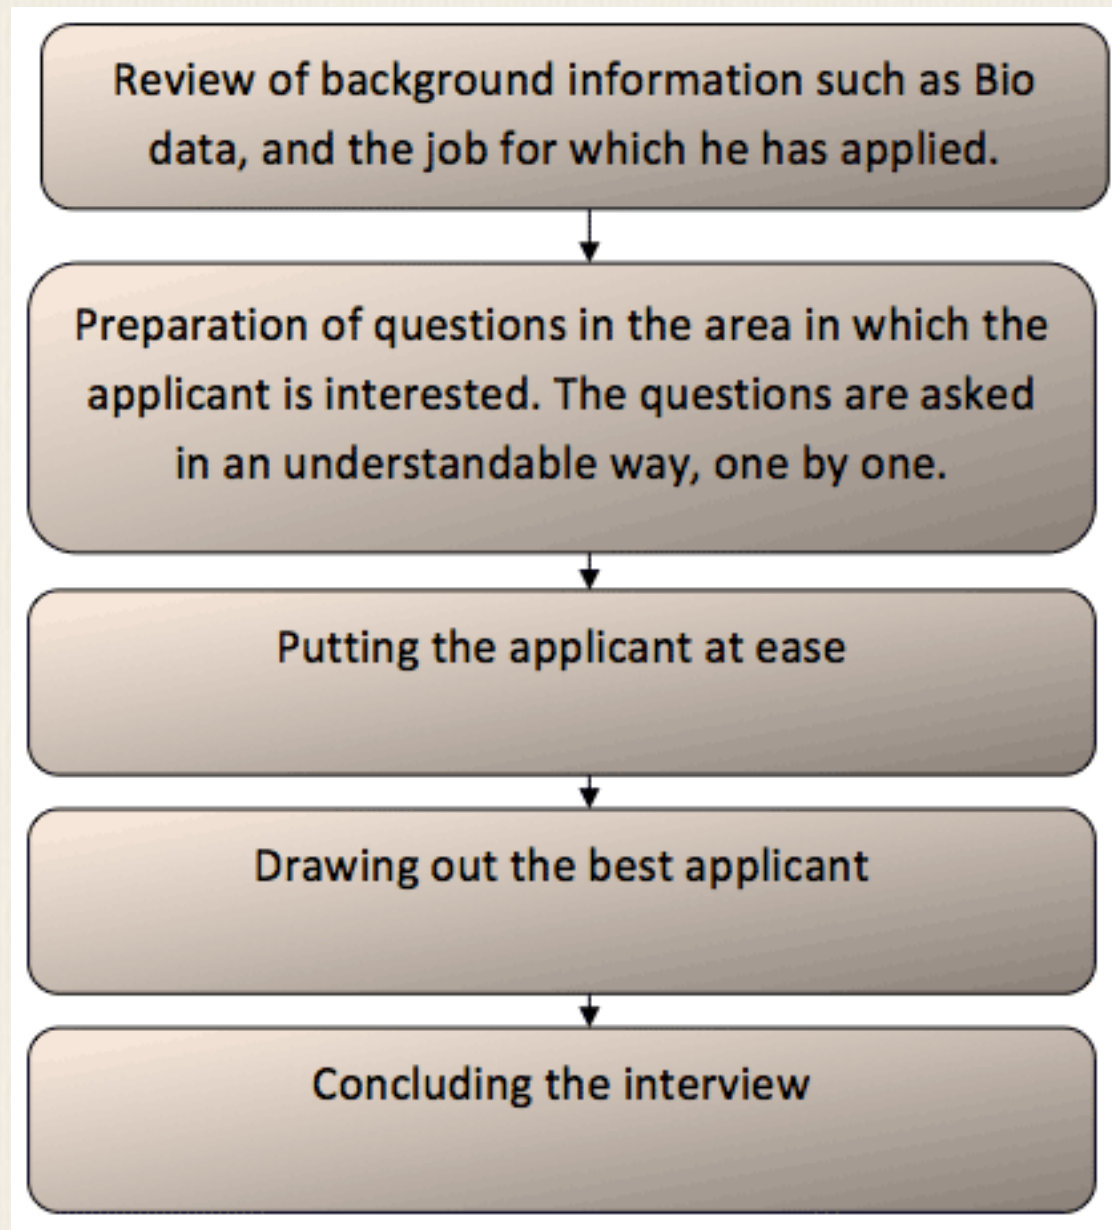 Review of background information such as Bio
data, and the job for which he has applied.
Preparation of questions in the area in which the
applicant is interested. The questions are asked
in an understandable way, one by one.
Putting the applicant at ease
Drawing out the best applicant
Concluding the interview